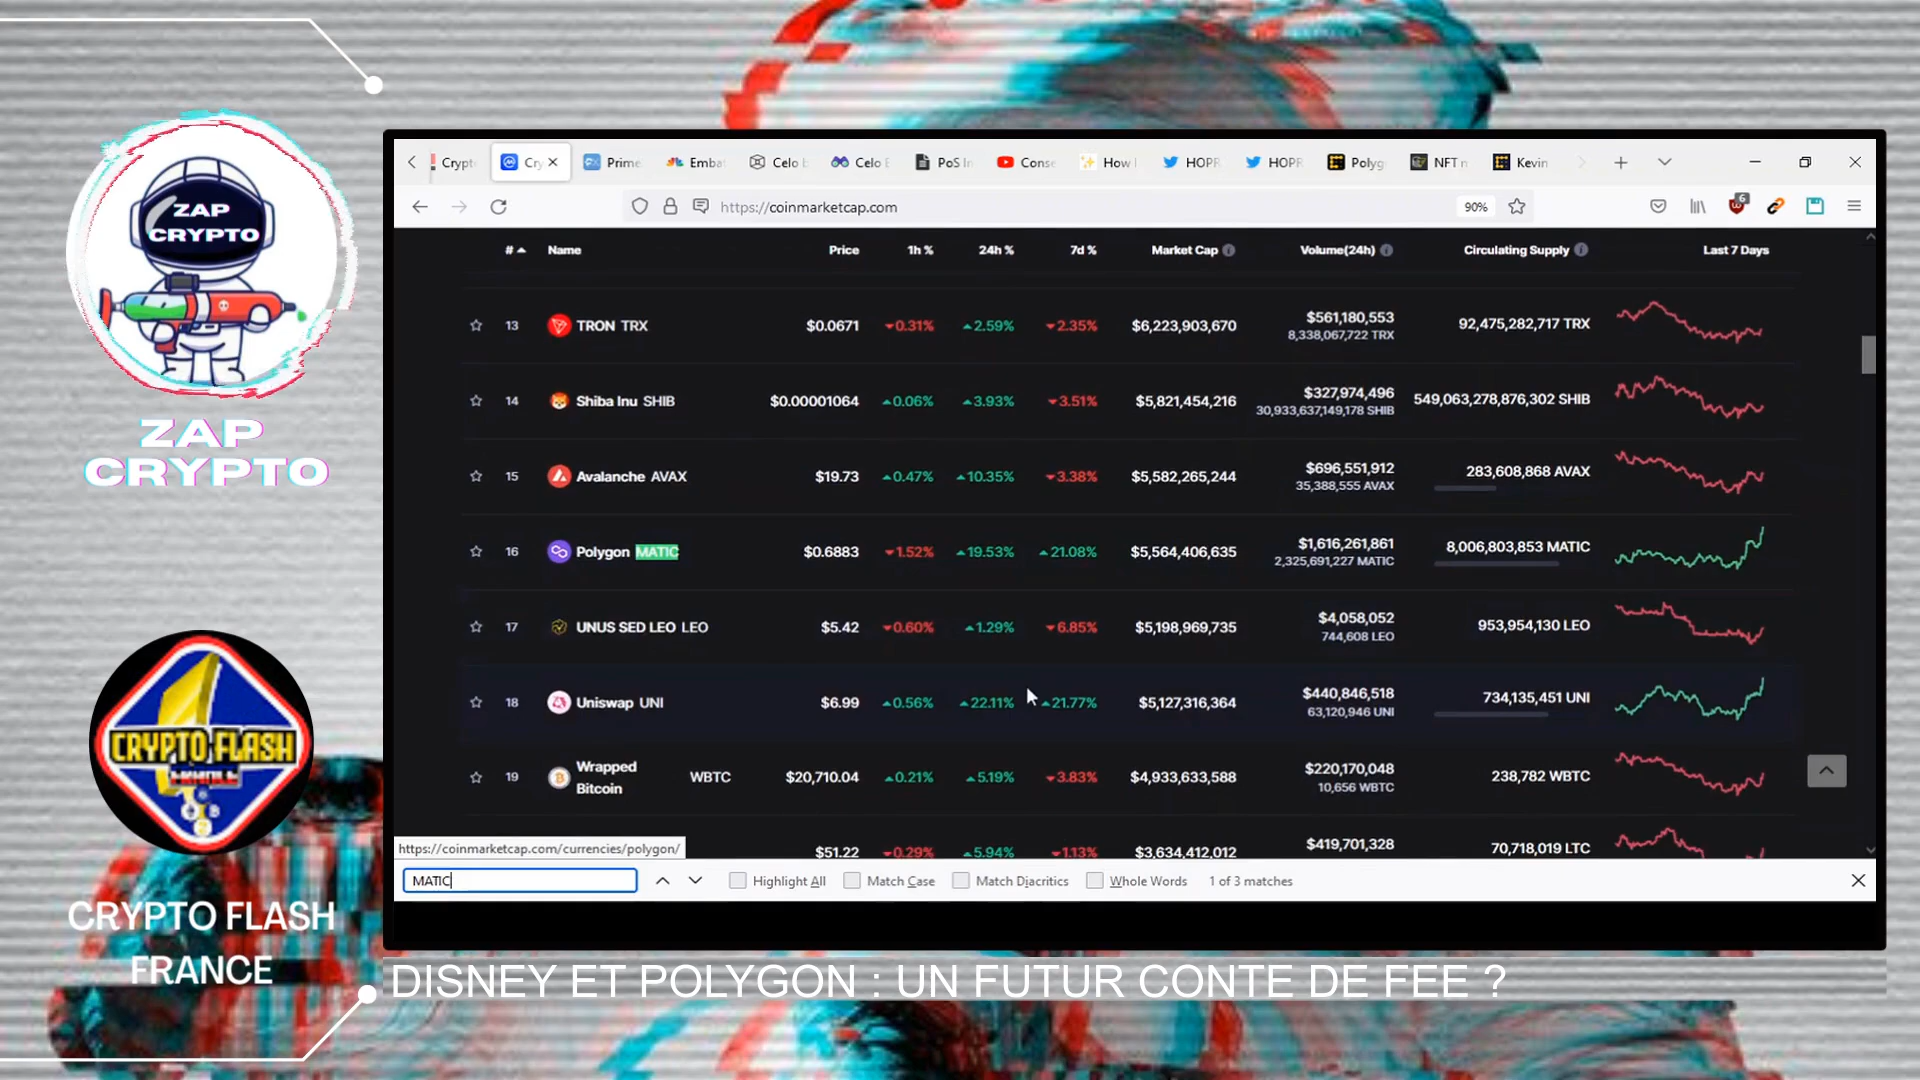 ZAP
CRYPTO
ZAP
CRYPTO
CRYPTO FLASH
CRYPTO FLASH
FRANCE
Crypt
Cry
Prime
Emba
Celo
Celo
PoS In
Conse
How
HOPR
HOPR
Polyg
NFT
Kevin
https://coinmarketcap.com
90%
6
# Name Price 1h % 24h % 7d % Market Cap Volume(24h) Circulating Supply Last 7 Days
13 TRON TRX $0.0671 0.31% 2.59% 2.35% $6,223,903,670 $561,180,553 92,475,282,717 TRX
8,338,067,722 TRX
14 Shiba Inu SHIB $0.00001064 0.06% 3.93% 3.51% $5,821,454,216 $327,974,496 549,063,278,876,302 SHIB
30,933,637,149,178 SHIB
15 Avalanche AVAX $19.73 0.47% 10.35% 3.38% $5,582,265,244 $696,551,912 283,608,868 AVAX
35,388,555 AVAX
16 Polygon MATIC $0.6883 1.52% 19.53% 21.08% $5,564,406,635 $1,616,261,861 8,006,803,853 MATIC
2,325,691,227 MATIC
17 UNUS SED LEO LEO $5.42 0.60% 1.29% 6.85% $5,198,969,735 $4,058,052 953,954,130 LEO
744,608 LEO
18 Uniswap UNI $6.99 0.56% 22.11% 21.77% $5,127,316,364 $440,846,518 734,135,451 UNI
63,120,946 UNI
19 Wrapped Bitcoin WBTC $20,710.04 0.21% 5.19% 3.83% $4,933,633,588 $220,170,048 238,782 WBTC
10,656 WBTC
$51.22 0.29% 5.94% 1.13% $3,634,412,012 $419,701,328 70,718,019 LTC
https://coinmarketcap.com/currencies/polygon/
MATIC Highlight All Match Case Match Diacritics Whole Words 1 of 3 matches
DISNEY ET POLYGON : UN FUTUR CONTE DE FEE ?